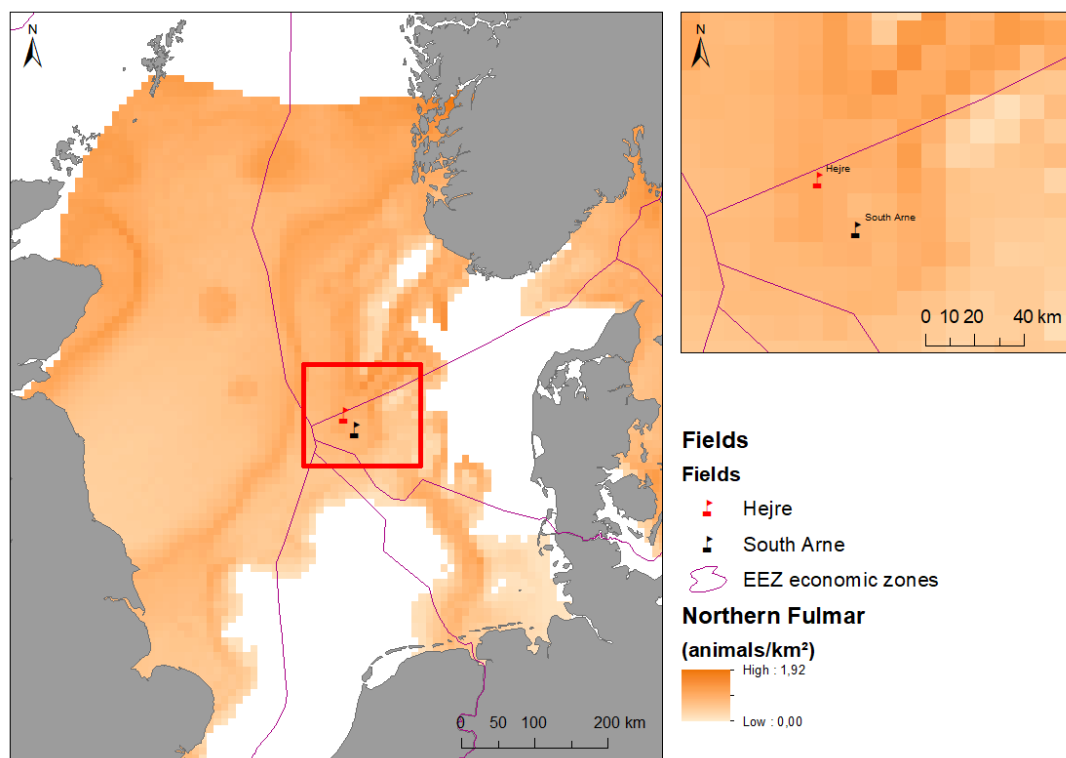 N
0 50 100 200 km
N
Hejre
South Arne
0 10 20 40 km
Fields
Fields
Hejre
South Arne
EEZ economic zones
Northern Fulmar
(animals/km²)
High : 1,92
Low : 0,00